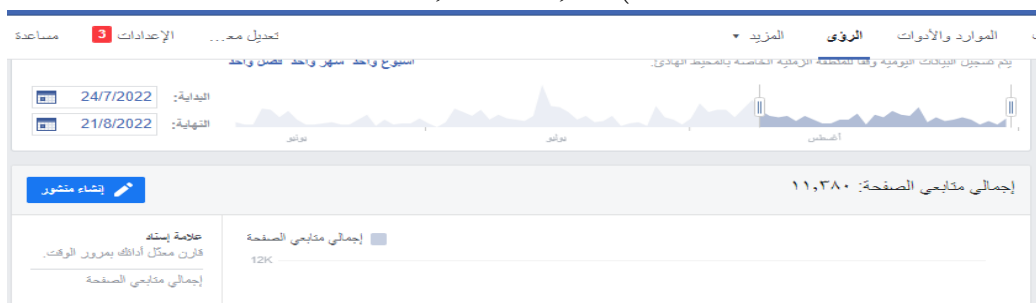 الموارد والأدوات الرؤى المزيد تعديل معـ... الإعدادات 3 مساعدة
يتم تسجيل البيانات اليومية وفقًا للمنطقة الزمنية الخاصة بالمحيط الهادئ. أسبوع واحد شهر واحد فصل واحد
البداية: 24/7/2022
النهاية: 21/8/2022
يونيو يوليو أغسطس
إجمالي متابعي الصفحة: ١١,٣٨٠ إنشاء منشور
إجمالي متابعي الصفحة
12K
علامة إسناد
قارن معدّل أدائك بمرور الوقت.
إجمالي متابعي الصفحة